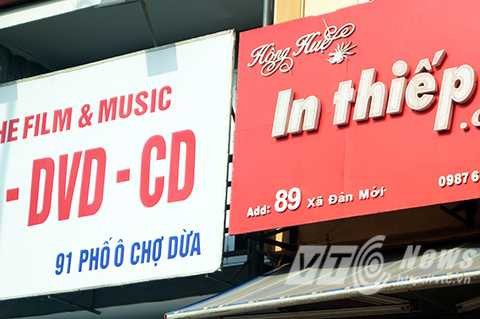 HE FILM & MUSIC
- DVD - CD
91 PHỐ Ô CHỢ DỪA
Hồng Huệ
In thiếp
0987 6
Add: 89 Xã Đàn Mới
VTC News